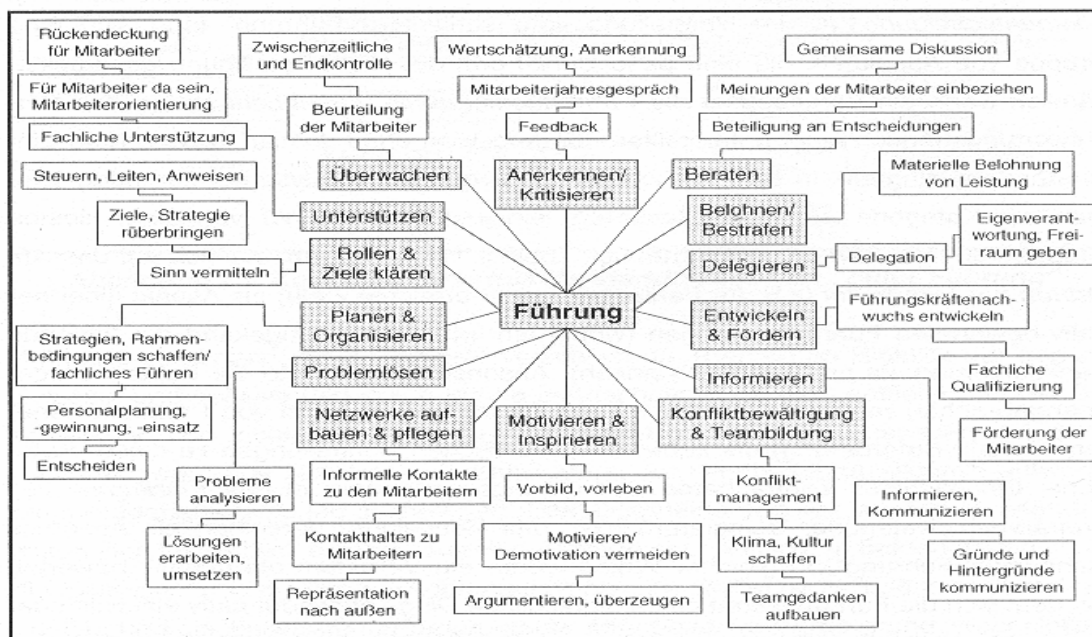 Rückendeckung
für Mitarbeiter
Für Mitarbeiter da sein,
Mitarbeiterorientierung
Fachliche Unterstützung
Unterstützen
Zwischenzeitliche
und Endkontrolle
Beurteilung
der Mitarbeiter
Überwachen
Wertschätzung, Anerkennung
Mitarbeiterjahresgespräch
Feedback
Anerkennen/
Kritisieren
Gemeinsame Diskussion
Meinungen der Mitarbeiter einbeziehen
Beteiligung an Entscheidungen
Beraten
Materielle Belohnung
von Leistung
Belohnen/
Bestrafen
Eigenverant-
wortung, Frei-
raum geben
Delegation
Delegieren
Steuern, Leiten, Anweisen
Ziele, Strategie
rüberbringen
Sinn vermitteln
Rollen &
Ziele klären
Führung
Planen &
Organisieren
Strategien, Rahmen-
bedingungen schaffen/
fachliches Führen
Personalplanung,
-gewinnung, -einsatz
Entscheiden
Entwickeln
& Fördern
Führungskräftenach-
wuchs entwickeln
Fachliche
Qualifizierung
Förderung der
Mitarbeiter
Problemlösen
Probleme
analysieren
Lösungen
erarbeiten,
umsetzen
Netzwerke auf-
bauen & pflegen
Informelle Kontakte
zu den Mitarbeitern
Kontakthalten zu
Mitarbeitern
Repräsentation
nach außen
Motivieren &
Inspirieren
Vorbild, vorleben
Motivieren/
Demotivation vermeiden
Argumentieren, überzeugen
Konfliktbewältigung
& Teambildung
Konflikt-
management
Klima, Kultur
schaffen
Teamgedanken
aufbauen
Informieren
Informieren,
Kommunizieren
Gründe und
Hintergründe
kommunizieren